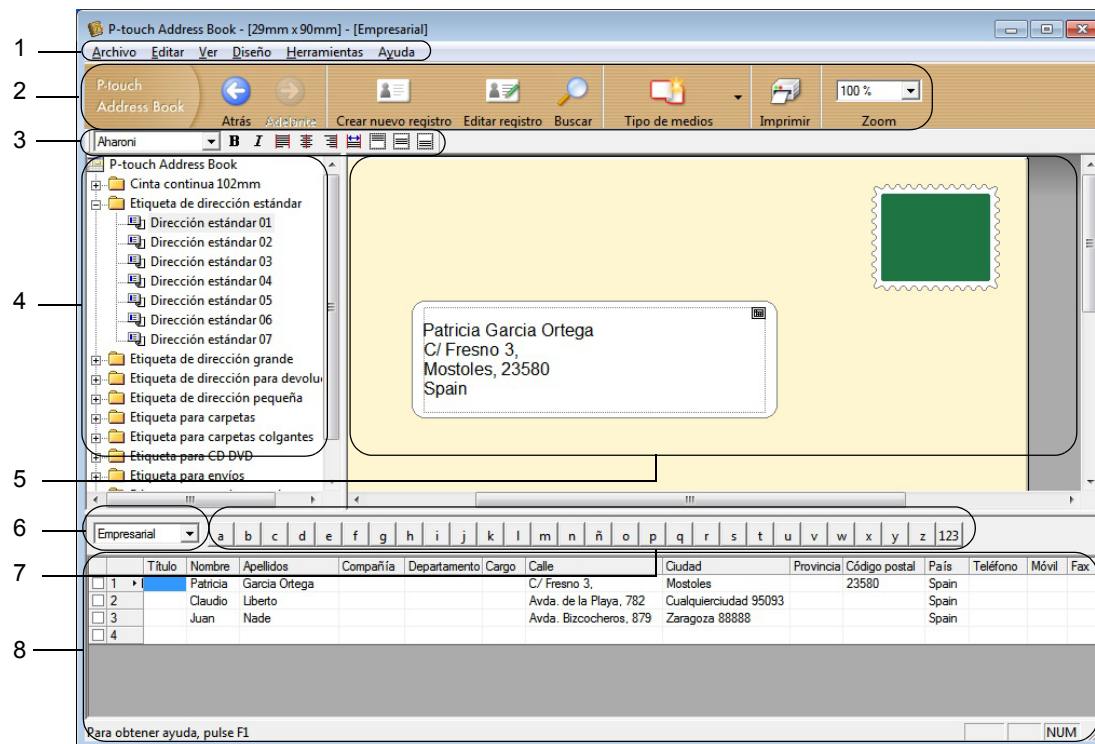 P-touch Address Book - [29mm x 90mm] - [Empresarial]
1
Archivo Editar Ver Diseño Herramientas Ayuda
2
P-touch
Address Book
Atrás Adelante Crear nuevo registro Editar registro Buscar Tipo de medios Imprimir 100 % Zoom
3
Aharoni B I
4
P-touch Address Book
Cinta continua 102mm
Etiqueta de dirección estándar
Dirección estándar 01
Dirección estándar 02
Dirección estándar 03
Dirección estándar 04
Dirección estándar 05
Dirección estándar 06
Dirección estándar 07
Etiqueta de dirección grande
Etiqueta de dirección para devolu
Etiqueta de dirección pequeña
Etiqueta para carpetas
Etiqueta para carpetas colgantes
Etiqueta para CD DVD
Etiqueta para envíos
Patricia Garcia Ortega
C/ Fresno 3,
Mostoles, 23580
Spain
5
6
Empresarial
a b c d e f g h i j k l m n ñ o p q r s t u v w x y z 123
7
Título Nombre Apellidos Compañía Departamento Cargo Calle Ciudad Provincia Código postal País Teléfono Móvil Fax
1 Patricia Garcia Ortega C/ Fresno 3, Mostoles 23580 Spain
2 Claudio Liberto Avda. de la Playa, 782 Cualquierciudad 95093 Spain
3 Juan Nade Avda. Bizcocheros, 879 Zaragoza 88888 Spain
4
8
Para obtener ayuda, pulse F1
NUM